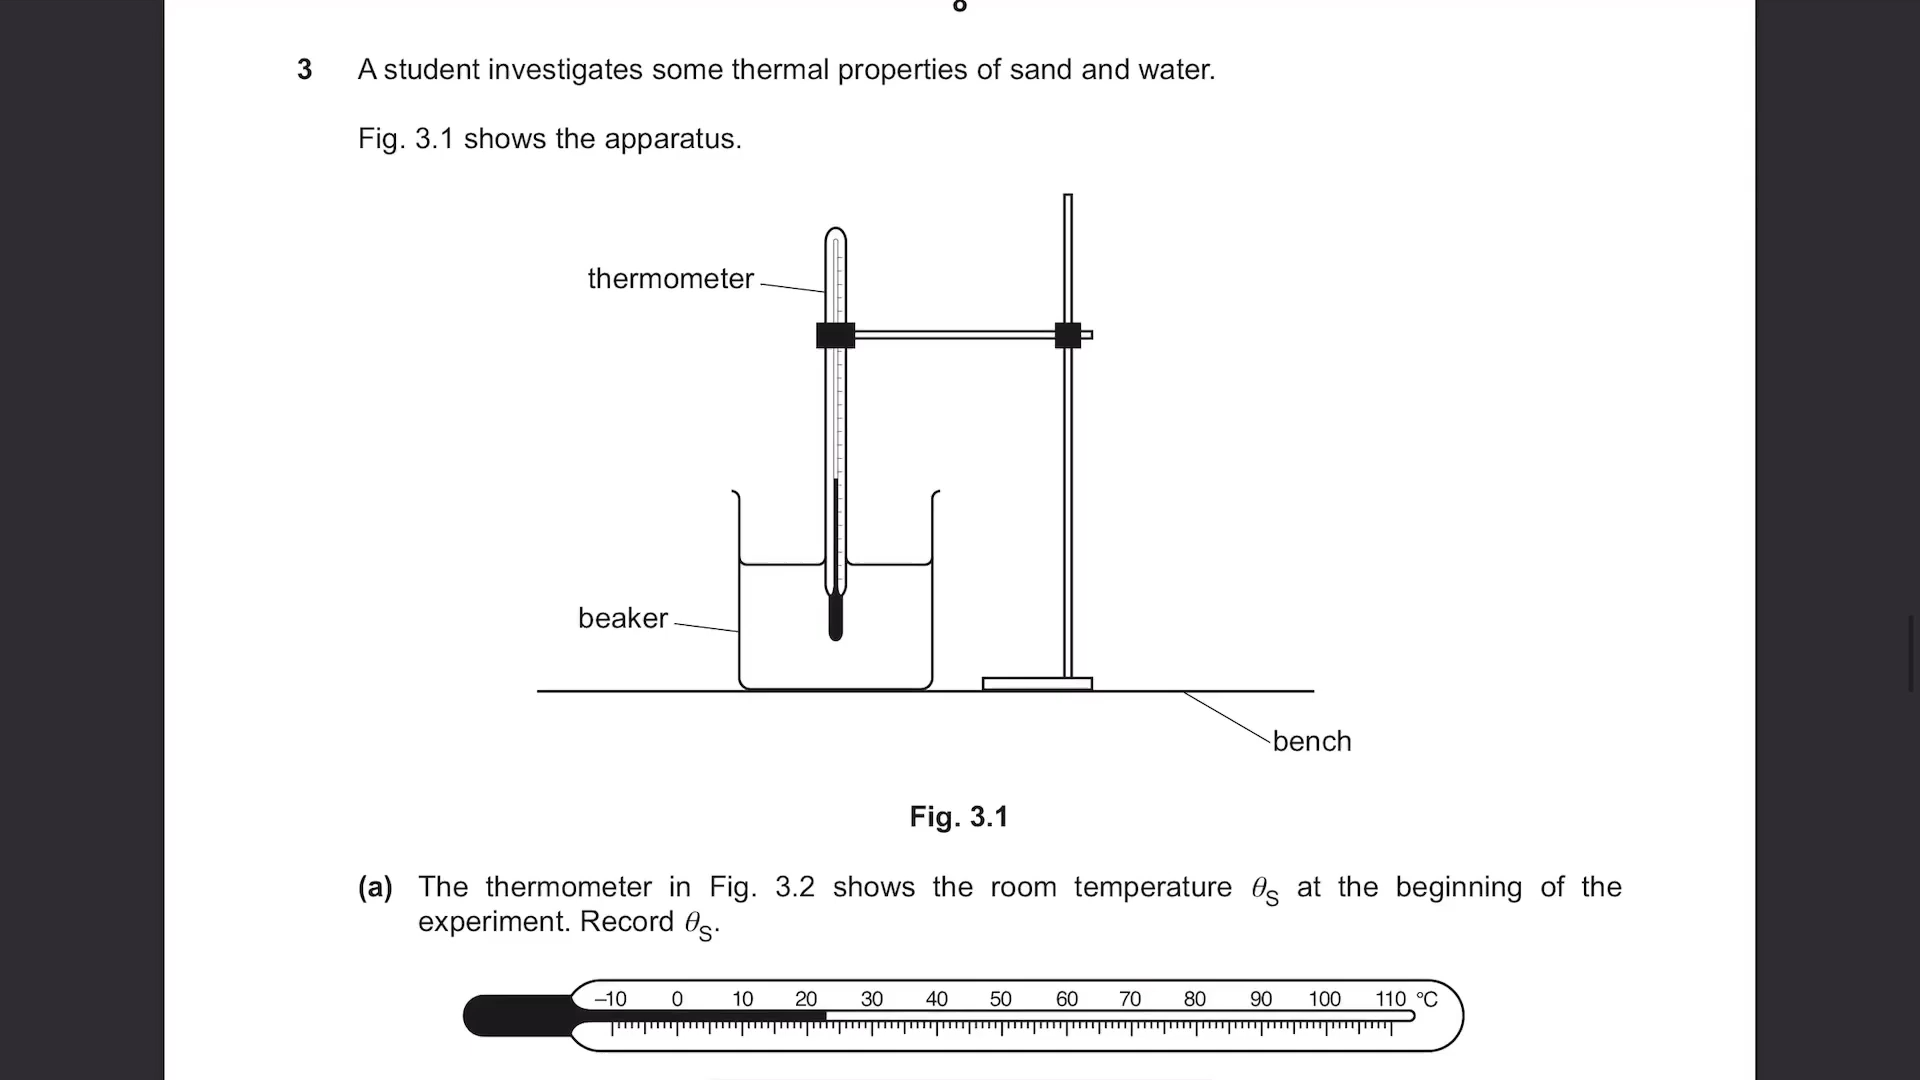 3 A student investigates some thermal properties of sand and water.
Fig. 3.1 shows the apparatus.
thermometer
beaker
bench
Fig. 3.1
(a) The thermometer in Fig. 3.2 shows the room temperature θS at the beginning of the
experiment. Record θS.
–10 0 10 20 30 40 50 60 70 80 90 100 110 °C